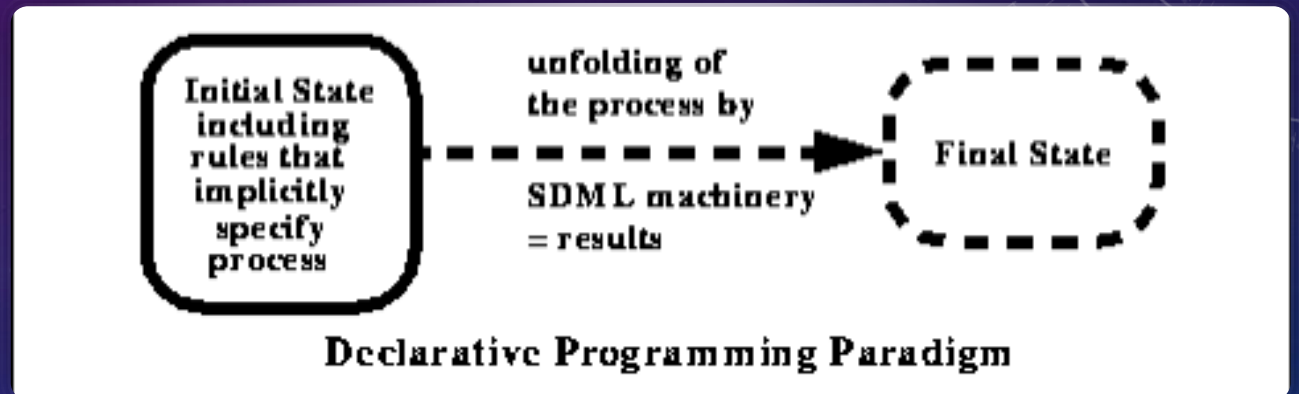 Initial State
including
rules that
implicitly
specify
process
unfolding of
the process by
SDML machinery
= results
Final State
Declarative Programming Paradigm